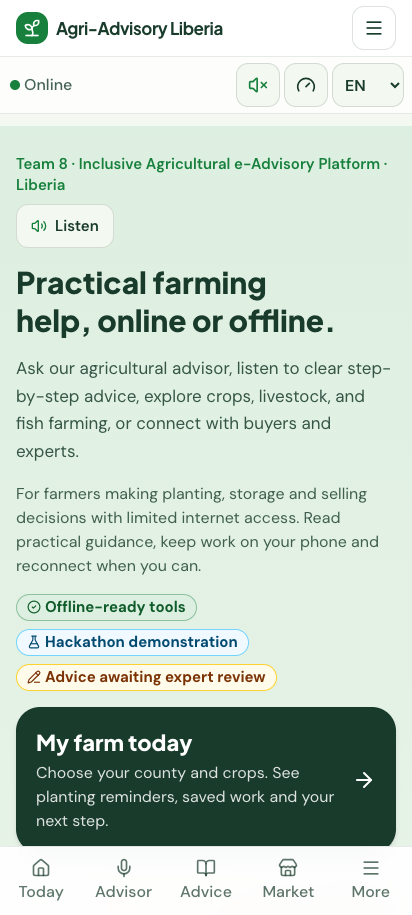 Agri-Advisory Liberia
Online
EN
Team 8 · Inclusive Agricultural e-Advisory Platform ·
Liberia
Listen
Practical farming
help, online or offline.
Ask our agricultural advisor, listen to clear step-
by-step advice, explore crops, livestock, and
fish farming, or connect with buyers and
experts.
For farmers making planting, storage and selling
decisions with limited internet access. Read
practical guidance, keep work on your phone and
reconnect when you can.
Offline-ready tools
Hackathon demonstration
Advice awaiting expert review
My farm today
Choose your county and crops. See
planting reminders, saved work and your
next step.
Today
Advisor
Advice
Market
More